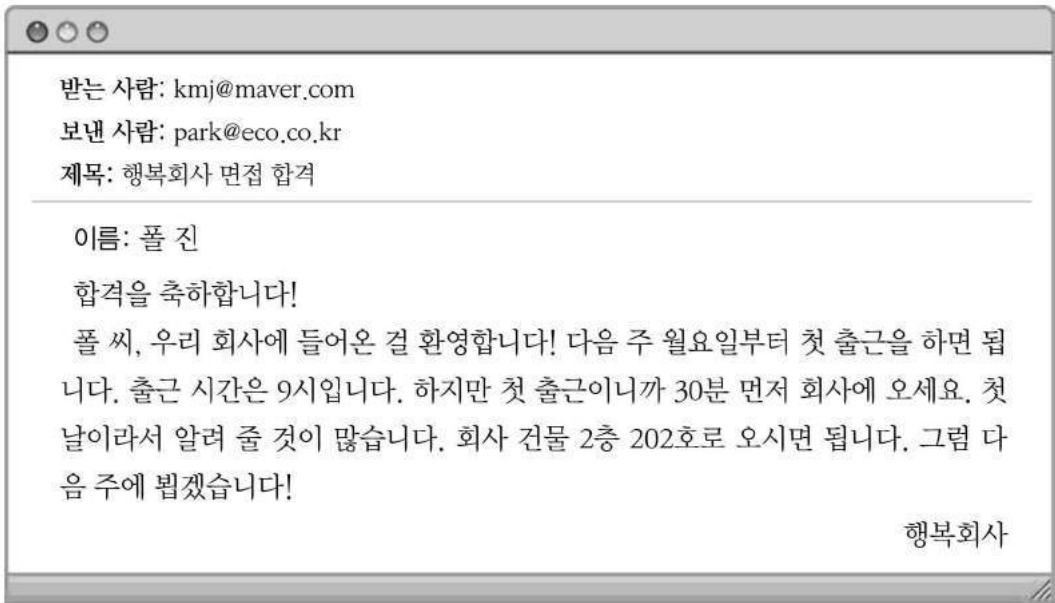 받는 사람: kmj@maver.com
보낸 사람: park@eco.co.kr
제목: 행복회사 면접 합격
이름: 폴 진
합격을 축하합니다!
폴 씨, 우리 회사에 들어온 걸 환영합니다! 다음 주 월요일부터 첫 출근을 하면 됩
니다. 출근 시간은 9시입니다. 하지만 첫 출근이니까 30분 먼저 회사에 오세요. 첫
날이라서 알려 줄 것이 많습니다. 회사 건물 2층 202호로 오시면 됩니다. 그럼 다
음 주에 뵙겠습니다!
행복회사